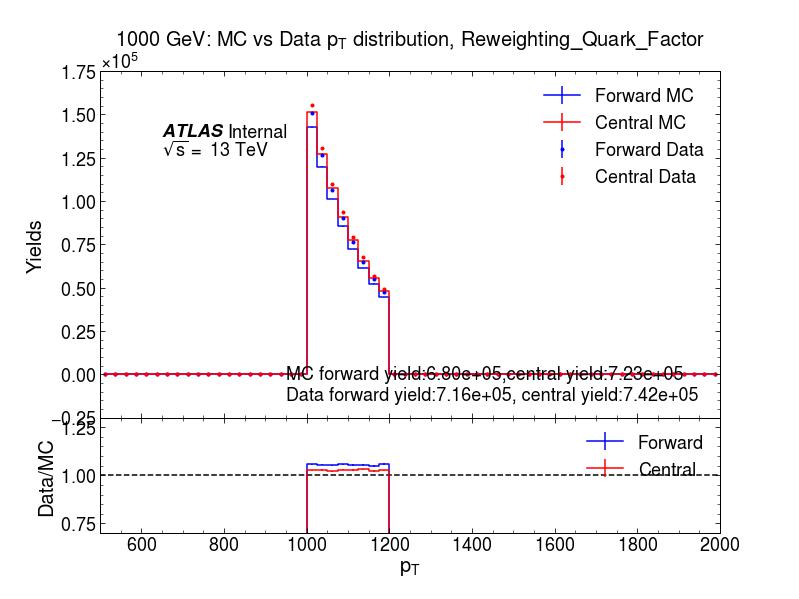 1000 GeV: MC vs Data pT distribution, Reweighting_Quark_Factor
×10^5
1.75
1.50
1.25
1.00
0.75
0.50
0.25
0.00
−0.25
Yields
ATLAS Internal
√s = 13 TeV
Forward MC
Central MC
Forward Data
Central Data
MC forward yield:6.80e+05,central yield:7.23e+05
Data forward yield:7.16e+05, central yield:7.42e+05
1.25
1.00
0.75
Data/MC
Forward
Central
600 800 1000 1200 1400 1600 1800 2000
pT